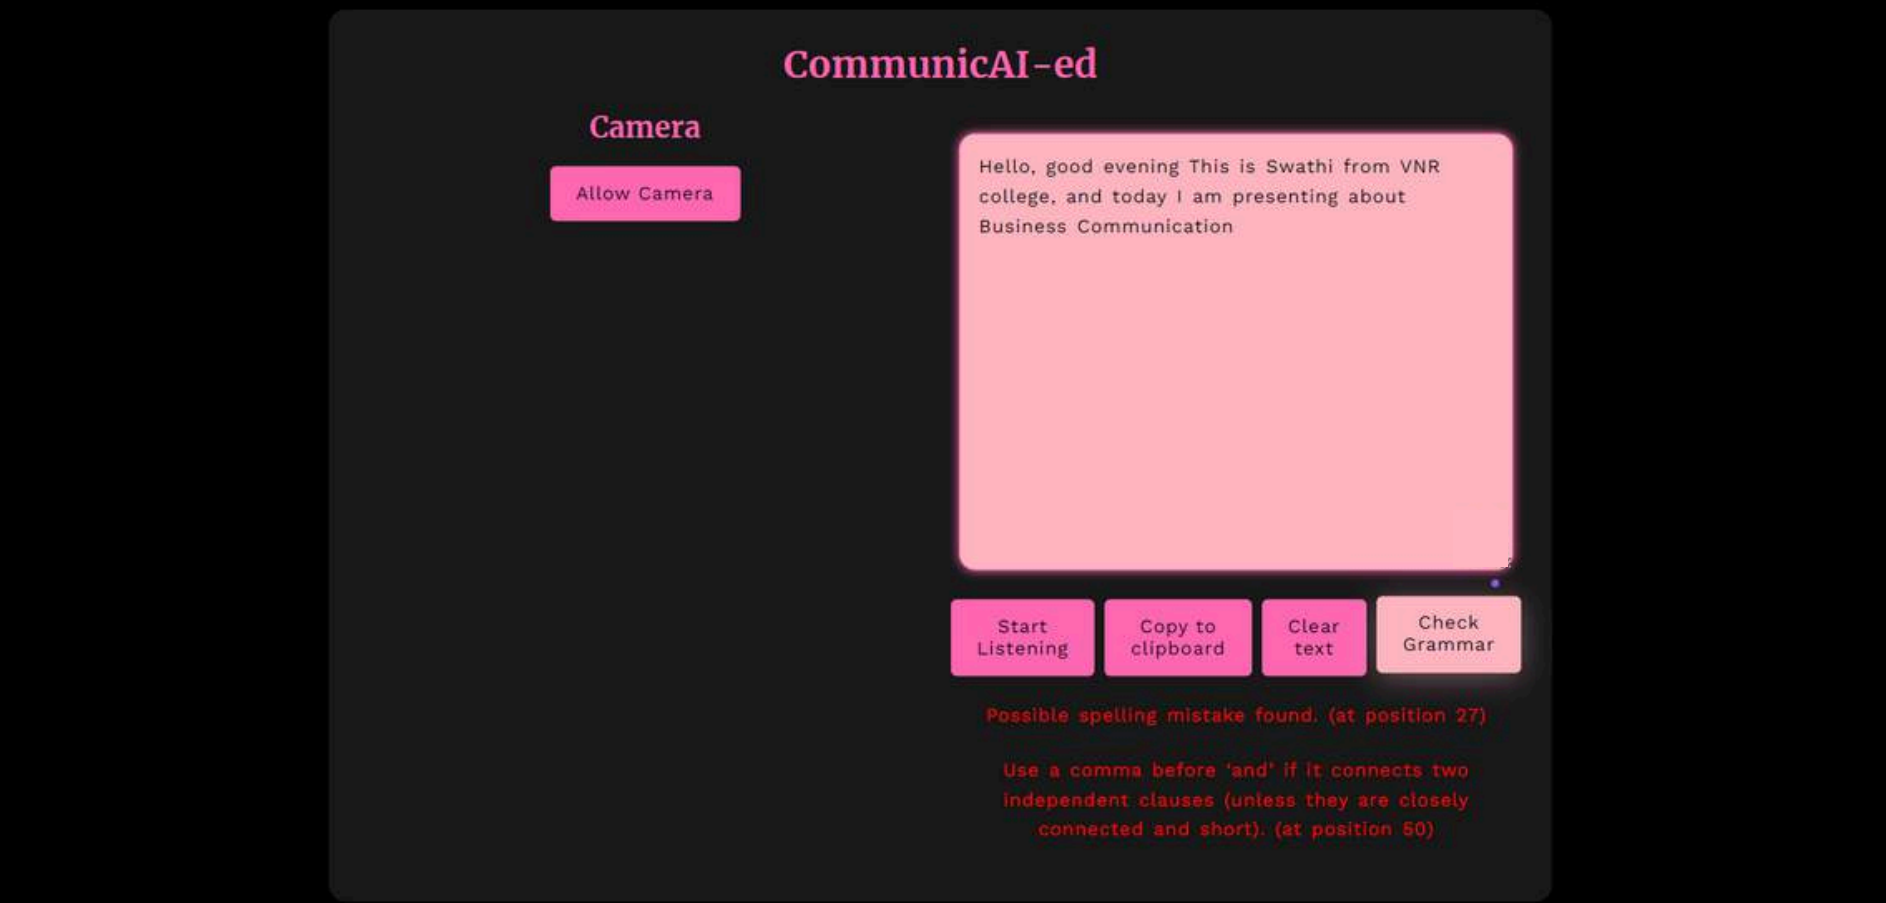 CommunicAI-ed
Camera
Allow Camera
Hello, good evening This is Swathi from VNR
college, and today I am presenting about
Business Communication
Start
Listening
Copy to
clipboard
Clear
text
Check
Grammar
Possible spelling mistake found. (at position 27)
Use a comma before ‘and’ if it connects two
independent clauses (unless they are closely
connected and short). (at position 50)